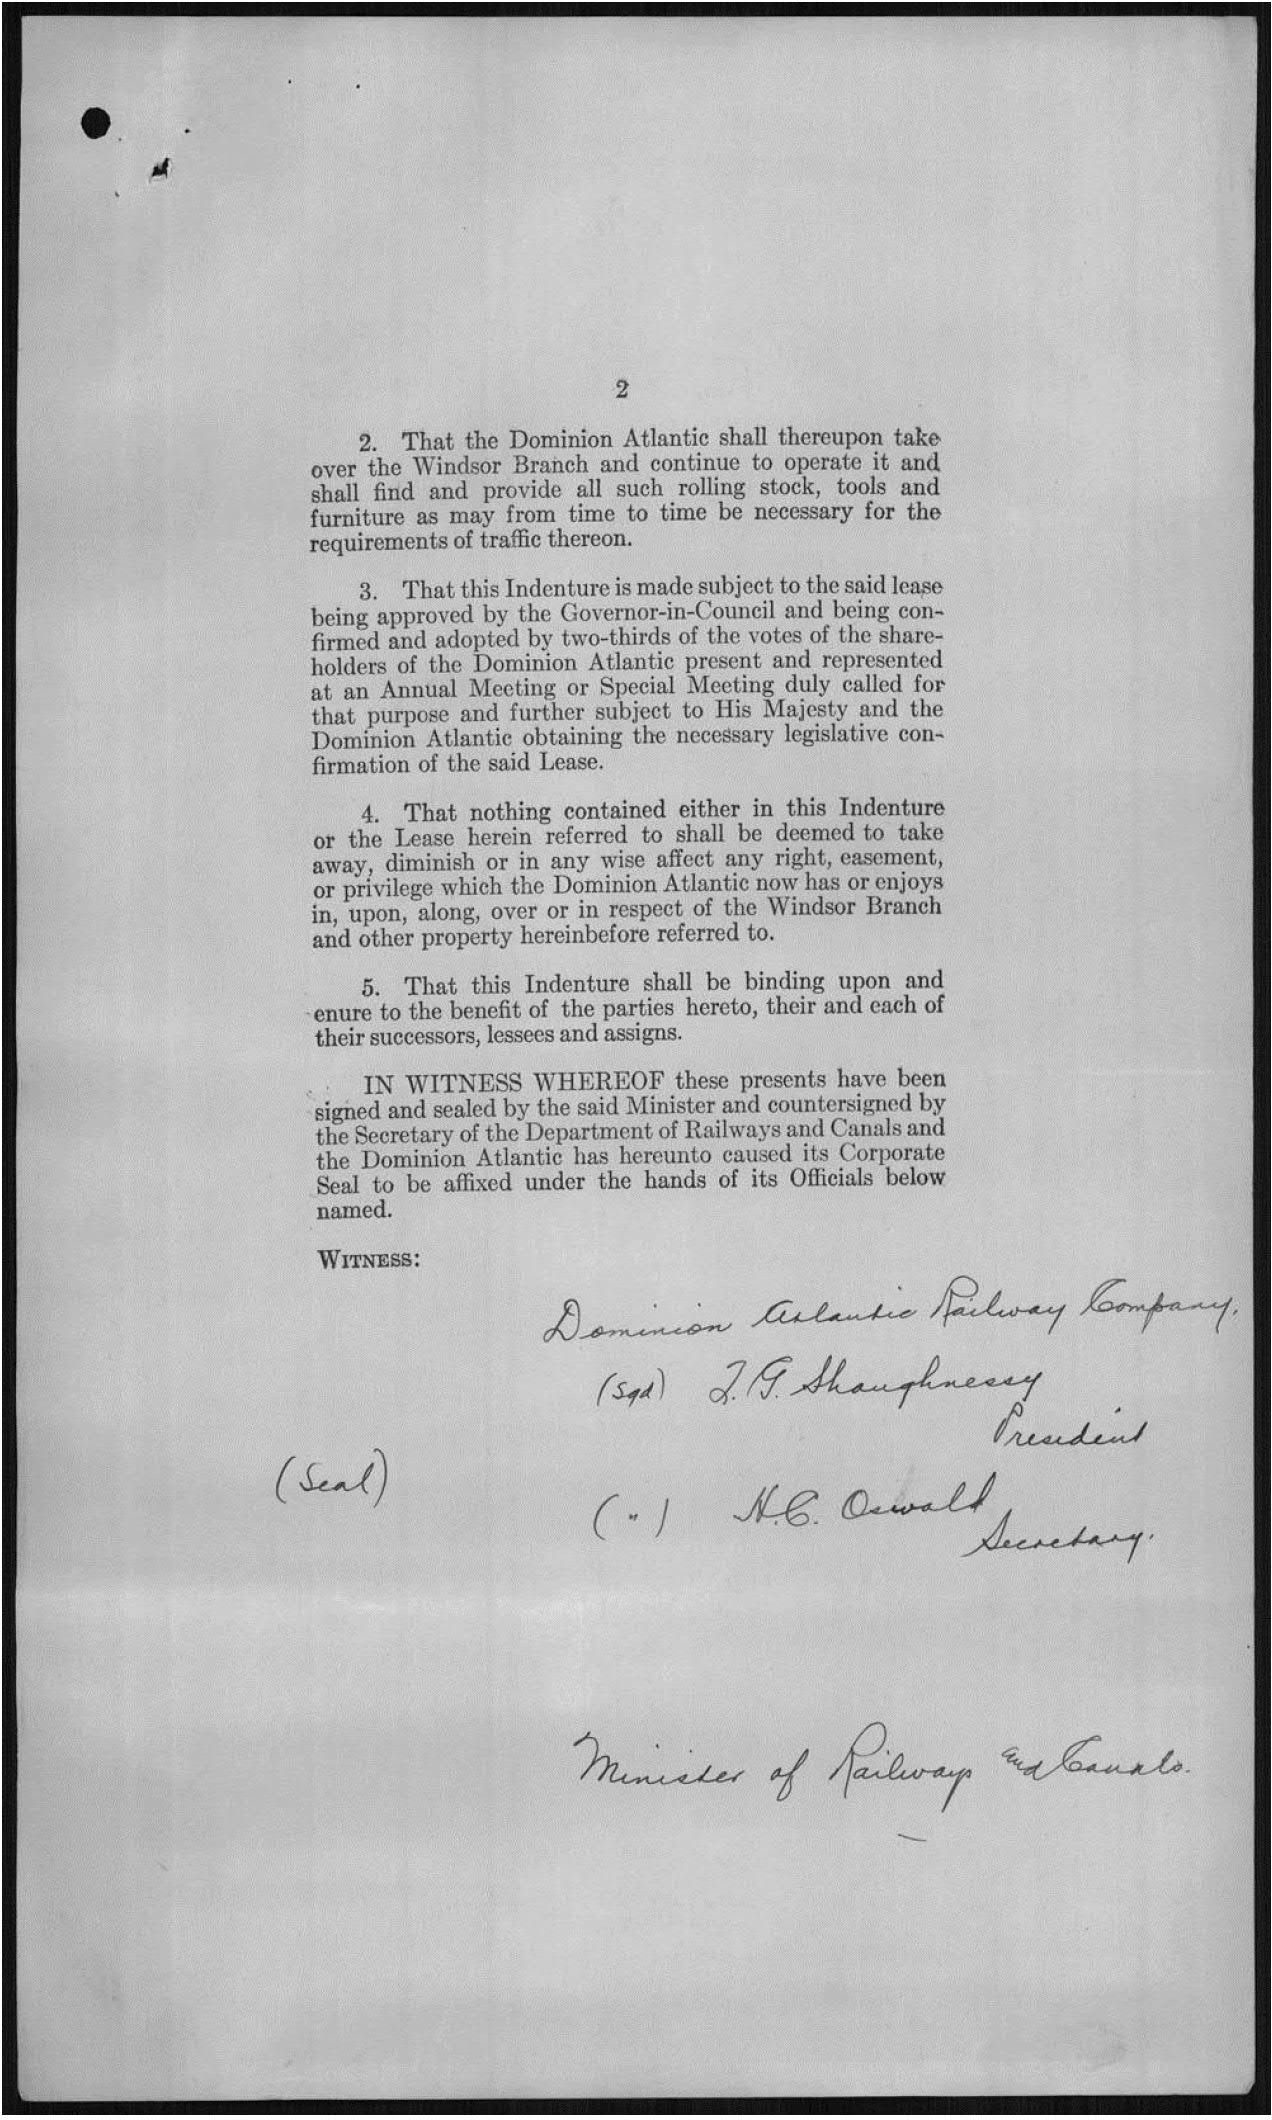 2
2. That the Dominion Atlantic shall thereupon take
over the Windsor Branch and continue to operate it and
shall find and provide all such rolling stock, tools and
furniture as may from time to time be necessary for the
requirements of traffic thereon.
3. That this Indenture is made subject to the said lease
being approved by the Governor-in-Council and being con-
firmed and adopted by two-thirds of the votes of the share-
holders of the Dominion Atlantic present and represented
at an Annual Meeting or Special Meeting duly called for
that purpose and further subject to His Majesty and the
Dominion Atlantic obtaining the necessary legislative con-
firmation of the said Lease.
4. That nothing contained either in this Indenture
or the Lease herein referred to shall be deemed to take
away, diminish or in any wise affect any right, easement,
or privilege which the Dominion Atlantic now has or enjoys
in, upon, along, over or in respect of the Windsor Branch
and other property hereinbefore referred to.
5. That this Indenture shall be binding upon and
enure to the benefit of the parties hereto, their and each of
their successors, lessees and assigns.
IN WITNESS WHEREOF these presents have been
signed and sealed by the said Minister and countersigned by
the Secretary of the Department of Railways and Canals and
the Dominion Atlantic has hereunto caused its Corporate
Seal to be affixed under the hands of its Officials below
named.
WITNESS:
Dominion Atlantic Railway Company.
(Sgd) T. G. Shaughnessy
President
(Seal)
( " ) H. C. Oswald
Secretary.
Minister of Railways and Canals.